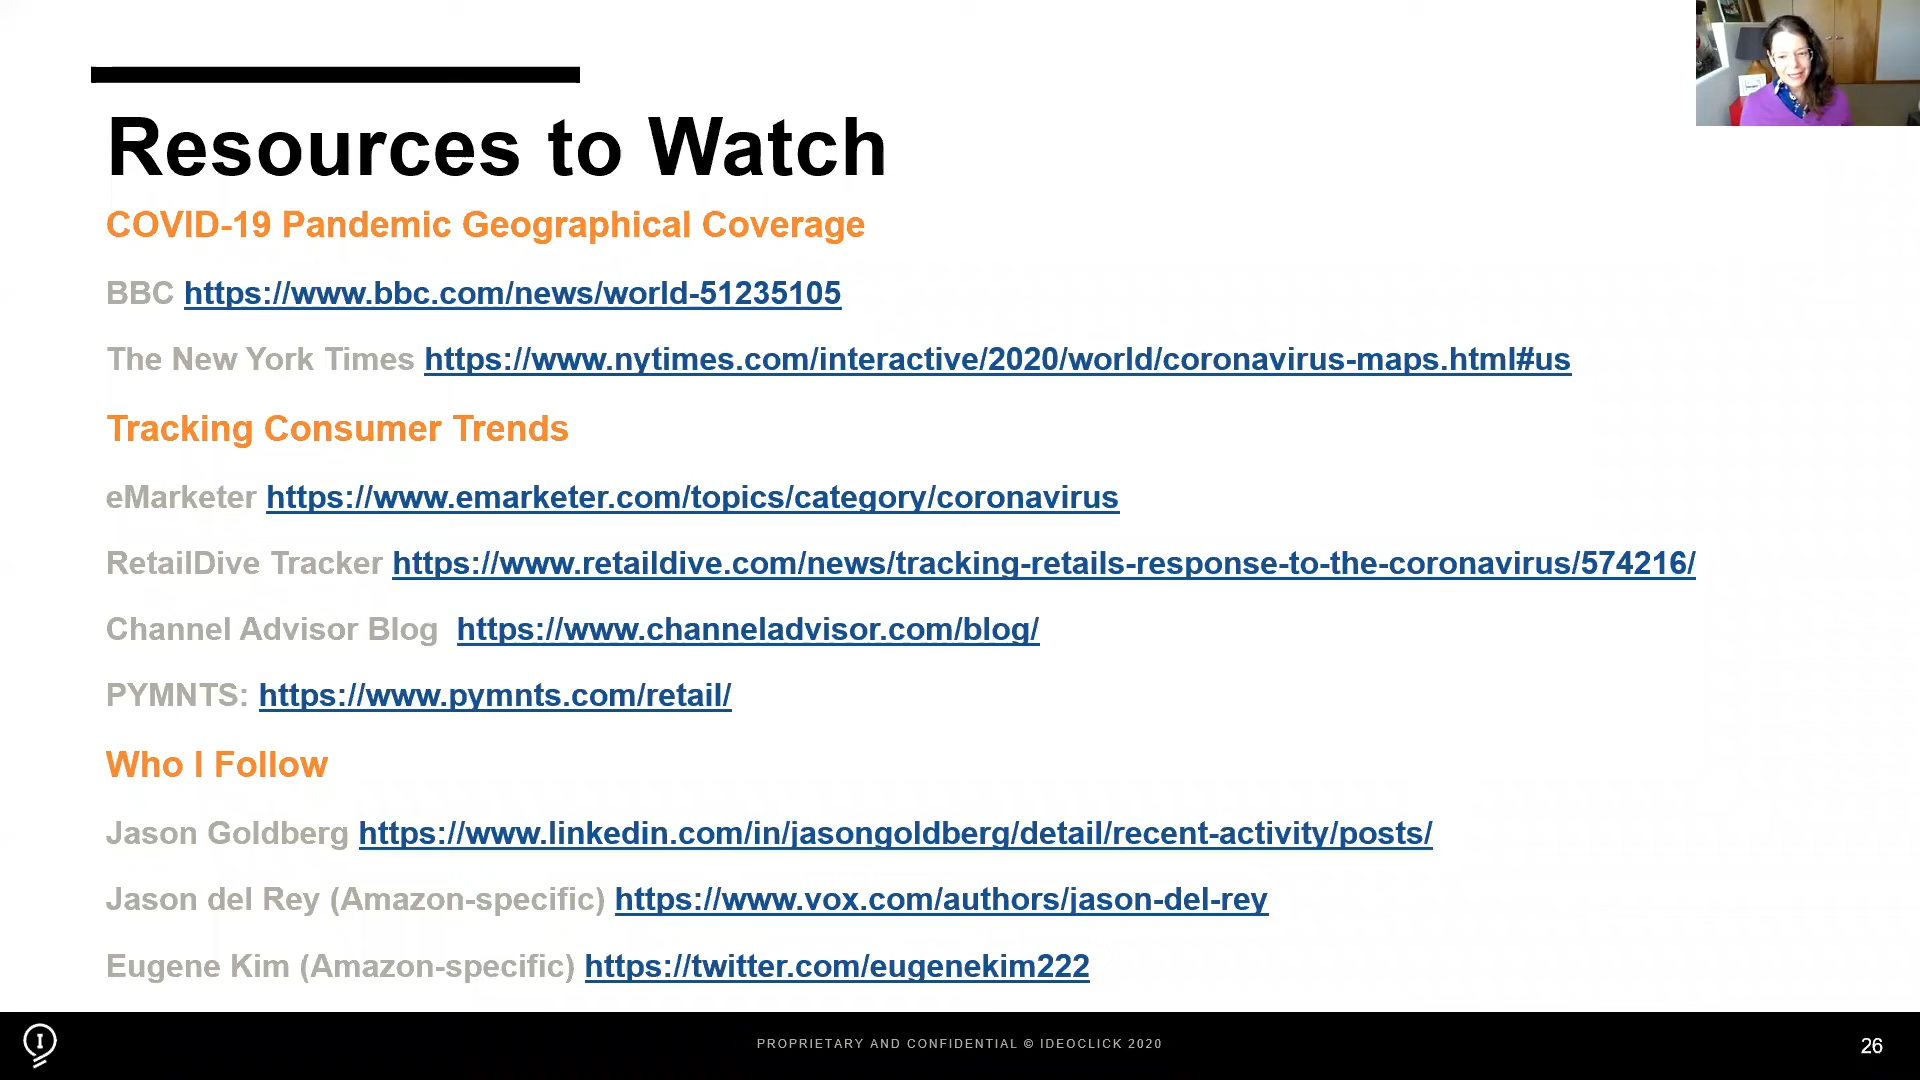 Resources to Watch
COVID-19 Pandemic Geographical Coverage
BBC https://www.bbc.com/news/world-51235105
The New York Times https://www.nytimes.com/interactive/2020/world/coronavirus-maps.html#us
Tracking Consumer Trends
eMarketer https://www.emarketer.com/topics/category/coronavirus
RetailDive Tracker https://www.retaildive.com/news/tracking-retails-response-to-the-coronavirus/574216/
Channel Advisor Blog https://www.channeladvisor.com/blog/
PYMNTS: https://www.pymnts.com/retail/
Who I Follow
Jason Goldberg https://www.linkedin.com/in/jasongoldberg/detail/recent-activity/posts/
Jason del Rey (Amazon-specific) https://www.vox.com/authors/jason-del-rey
Eugene Kim (Amazon-specific) https://twitter.com/eugenekim222
I
PROPRIETARY AND CONFIDENTIAL © IDEOCLICK 2020
26